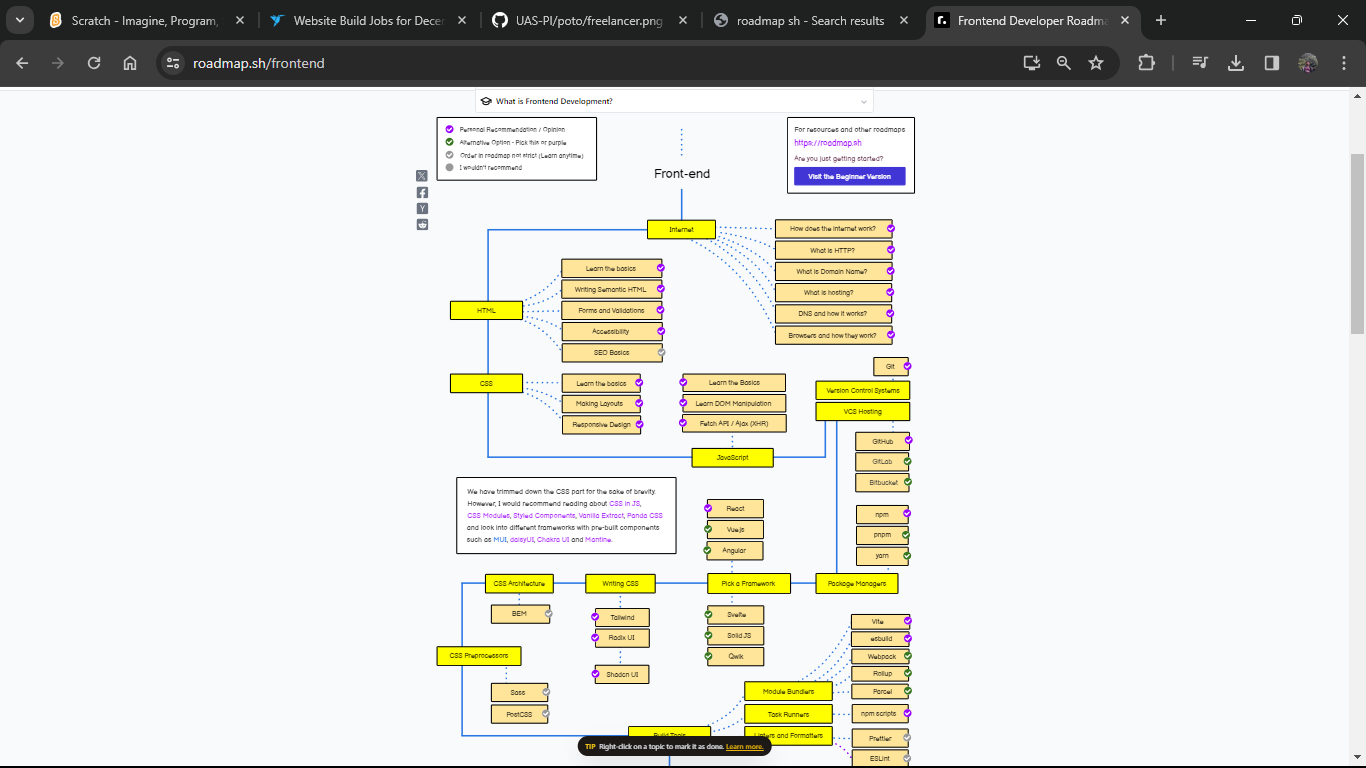 Scratch - Imagine, Program,
Website Build Jobs for Decer
UAS-PI/poto/freelancer.png
roadmap sh - Search results
Frontend Developer Roadma
roadmap.sh/frontend
What is Frontend Development?
Personal Recommendation / Opinion
Alternative Option - Pick this or purple
Order in roadmap not strict (Learn anytime)
I wouldn't recommend
Front-end
For resources and other roadmaps
https://roadmap.sh
Are you just getting started?
Visit the Beginner Version
Internet
How does the internet work?
What is HTTP?
What is Domain Name?
What is hosting?
DNS and how it works?
Browsers and how they work?
HTML
Learn the basics
Writing Semantic HTML
Forms and Validations
Accessibility
SEO Basics
CSS
Learn the basics
Making Layouts
Responsive Design
Learn the Basics
Learn DOM Manipulation
Fetch API / Ajax (XHR)
JavaScript
Git
Version Control Systems
VCS Hosting
GitHub
GitLab
Bitbucket
We have trimmed down the CSS part for the sake of brevity.
However, I would recommend reading about CSS in JS,
CSS Modules, Styled Components, Vanilla Extract, Panda CSS
and look into different frameworks with pre-built components
such as MUI, daisyUI, Chakra UI and Mantine.
React
Vue.js
Angular
npm
pnpm
yarn
CSS Architecture
Writing CSS
Pick a Framework
Package Managers
BEM
Tailwind
Radix UI
Shadcn UI
Svelte
Solid JS
Qwik
CSS Preprocessors
Sass
PostCSS
Vite
esbuild
Webpack
Rollup
Parcel
Module Bundlers
Task Runners
npm scripts
Linters and Formatters
Prettier
ESLint
Build Tools
TIP Right-click on a topic to mark it as done. Learn more.